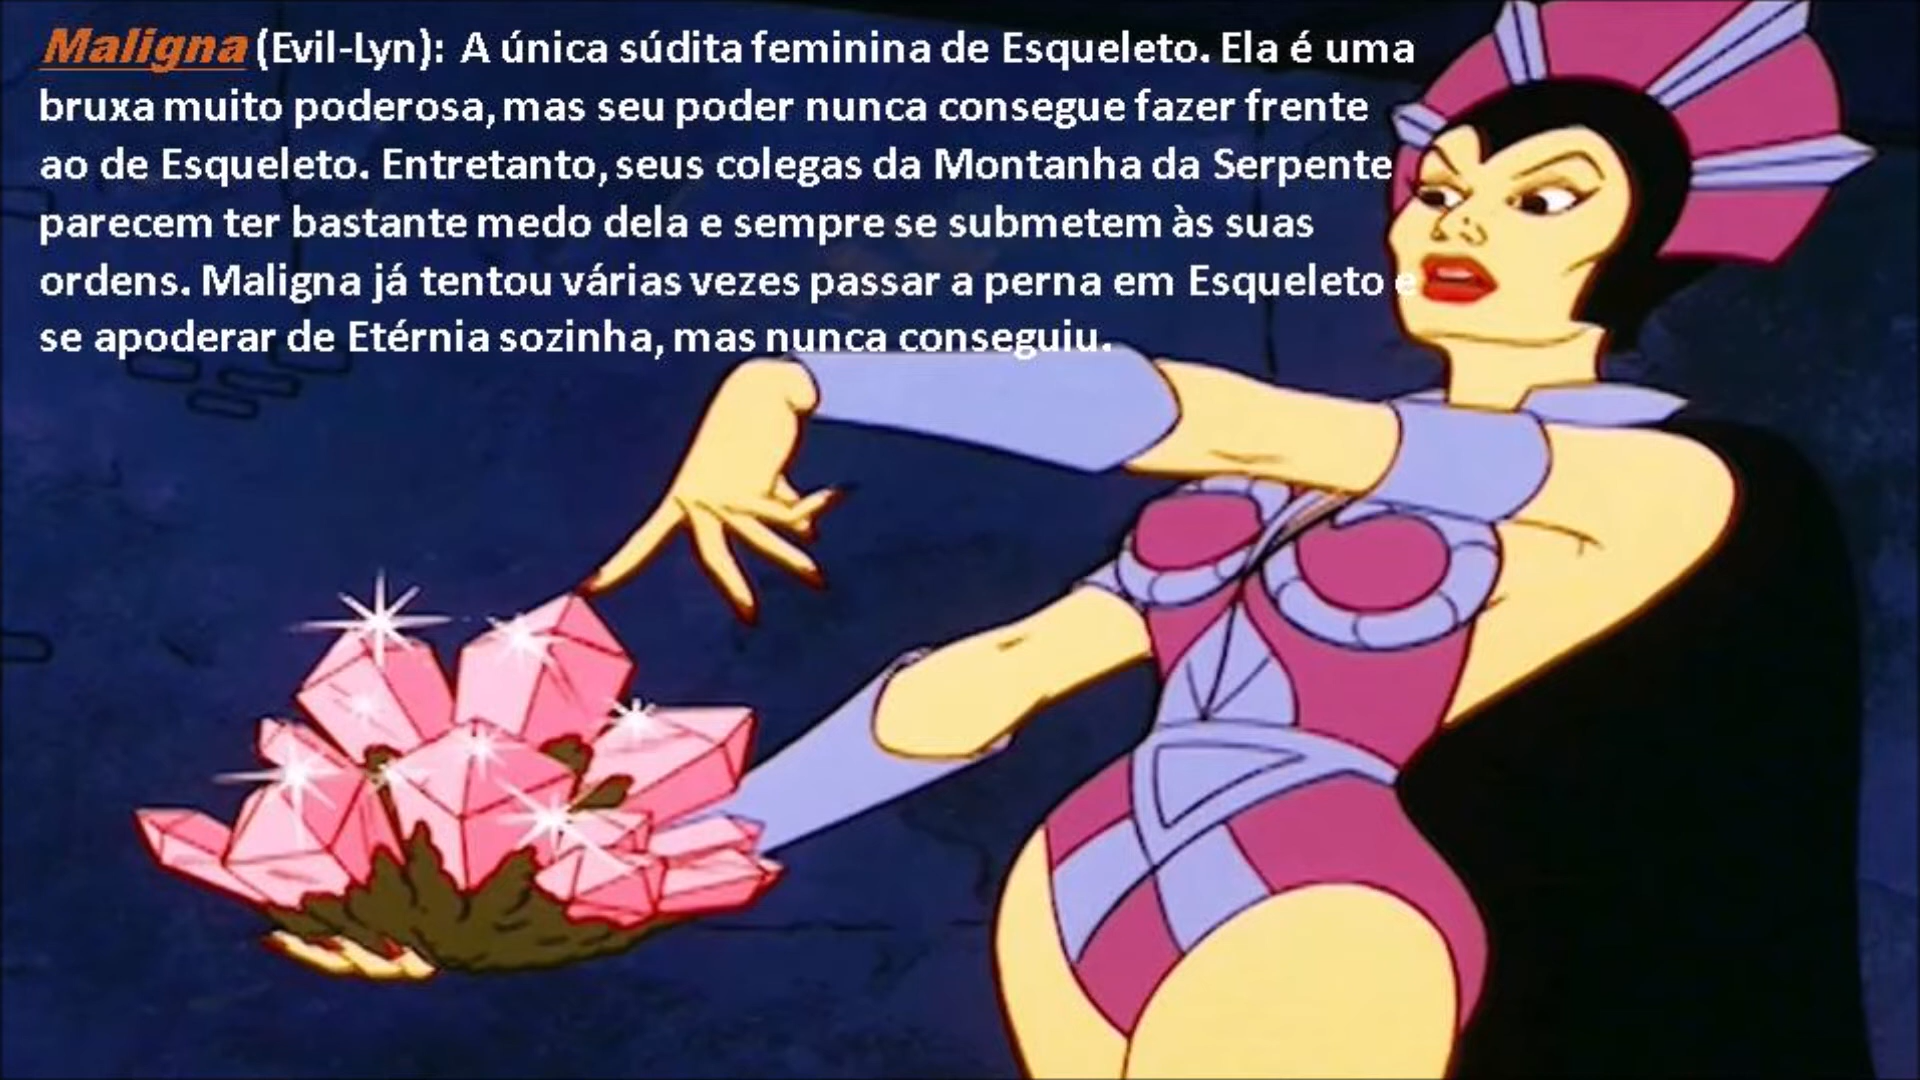 Maligna (Evil-Lyn): A única súdita feminina de Esqueleto. Ela é uma
bruxa muito poderosa, mas seu poder nunca consegue fazer frente
ao de Esqueleto. Entretanto, seus colegas da Montanha da Serpente
parecem ter bastante medo dela e sempre se submetem às suas
ordens. Maligna já tentou várias vezes passar a perna em Esqueleto e
se apoderar de Etérnia sozinha, mas nunca conseguiu.